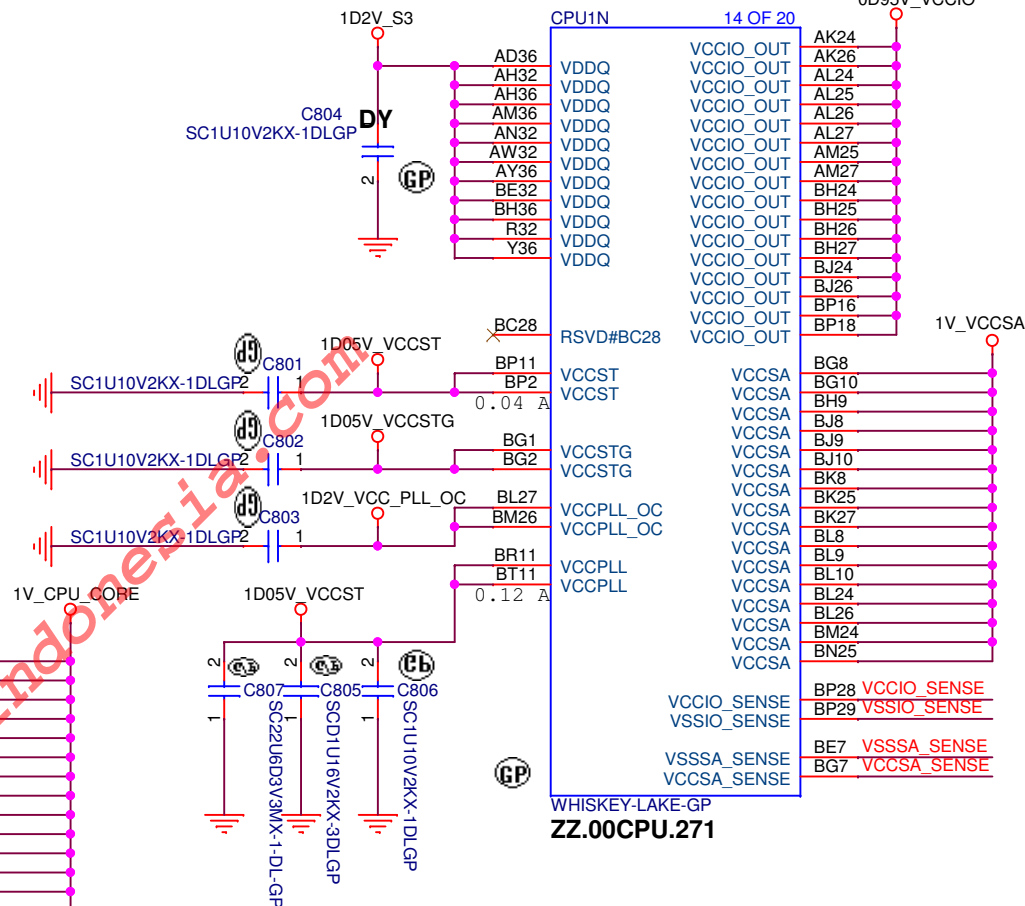 0D95V_VCCIO
1D2V_S3
CPU1N 14 OF 20
C804 DY
SC1U10V2KX-1DLGP
2
GP
AD36 VDDQ
AH32 VDDQ
AH36 VDDQ
AM36 VDDQ
AN32 VDDQ
AW32 VDDQ
AY36 VDDQ
BE32 VDDQ
BH36 VDDQ
R32 VDDQ
Y36 VDDQ
VCCIO_OUT AK24
VCCIO_OUT AK26
VCCIO_OUT AL24
VCCIO_OUT AL25
VCCIO_OUT AL26
VCCIO_OUT AL27
VCCIO_OUT AM25
VCCIO_OUT AM27
VCCIO_OUT BH24
VCCIO_OUT BH25
VCCIO_OUT BH26
VCCIO_OUT BH27
VCCIO_OUT BJ24
VCCIO_OUT BJ26
VCCIO_OUT BP16
VCCIO_OUT BP18
BC28 RSVD#BC28
1V_VCCSA
GP C801 1D05V_VCCST
SC1U10V2KX-1DLGP 2 1
BP11 VCCST
BP2 VCCST
0.04 A
GP C802 1D05V_VCCSTG
SC1U10V2KX-1DLGP 2 1
BG1 VCCSTG
BG2 VCCSTG
GP C803 1D2V_VCC_PLL_OC
SC1U10V2KX-1DLGP 2 1
BL27 VCCPLL_OC
BM26 VCCPLL_OC
BR11 VCCPLL
BT11 VCCPLL
0.12 A
VCCSA BG8
VCCSA BG10
VCCSA BH9
VCCSA BJ8
VCCSA BJ9
VCCSA BJ10
VCCSA BK8
VCCSA BK25
VCCSA BK27
VCCSA BL8
VCCSA BL9
VCCSA BL10
VCCSA BL24
VCCSA BL26
VCCSA BM24
VCCSA BN25
1V_CPU_CORE
1D05V_VCCST
2 2 2
GP GP GP
C807 C805 C806
1 1 1
SC22U6D3V3MX-1-DL-GP
SCD1U16V2KX-3DLGP
SC1U10V2KX-1DLGP
VCCIO_SENSE BP28 VCCIO_SENSE
VSSIO_SENSE BP29 VSSIO_SENSE
VSSSA_SENSE BE7 VSSSA_SENSE
VCCSA_SENSE BG7 VCCSA_SENSE
GP
WHISKEY-LAKE-GP
ZZ.00CPU.271
indonesia.com